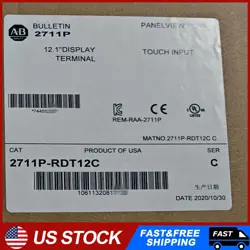 AB
BULLETIN
2711P
PANELVIEW
12.1"DISPLAY
TERMINAL
TOUCH INPUT
REM-RAA-2711P
MATNO.2711P-RDT12C C
CAT
PRODUCT OF USA
SER
2711P-RDT12C
C
生产日期
DATE 2020/10/30
US STOCK
Fast&Free